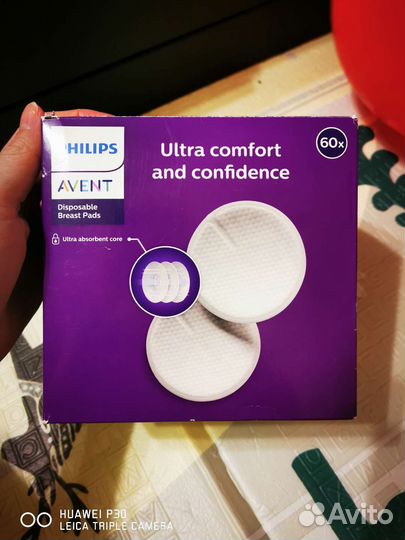 PHILIPS
AVENT
Disposable
Breast Pads
Ultra absorbent core
Ultra comfort
and confidence
60x
HUAWEI P30
LEICA TRIPLE CAMERA
Avito